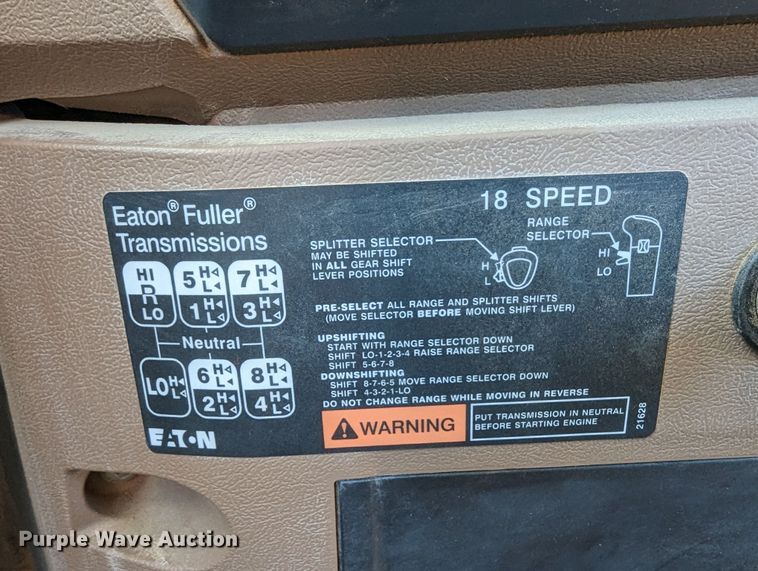 Eaton® Fuller®
Transmissions
18 SPEED
HI
R
LO
5 H
L
1 H
L
7 H
L
3 H
L
Neutral
LO H
L
6 H
L
2 H
L
8 H
L
4 H
L
EATON
SPLITTER SELECTOR
MAY BE SHIFTED
IN ALL GEAR SHIFT
LEVER POSITIONS
H
L
RANGE
SELECTOR
HI
LO
PRE-SELECT ALL RANGE AND SPLITTER SHIFTS
(MOVE SELECTOR BEFORE MOVING SHIFT LEVER)
UPSHIFTING
START WITH RANGE SELECTOR DOWN
SHIFT LO-1-2-3-4 RAISE RANGE SELECTOR
SHIFT 5-6-7-8
DOWNSHIFTING
SHIFT 8-7-6-5 MOVE RANGE SELECTOR DOWN
SHIFT 4-3-2-1-LO
DO NOT CHANGE RANGE WHILE MOVING IN REVERSE
WARNING
PUT TRANSMISSION IN NEUTRAL
BEFORE STARTING ENGINE
21628
Purple Wave Auction